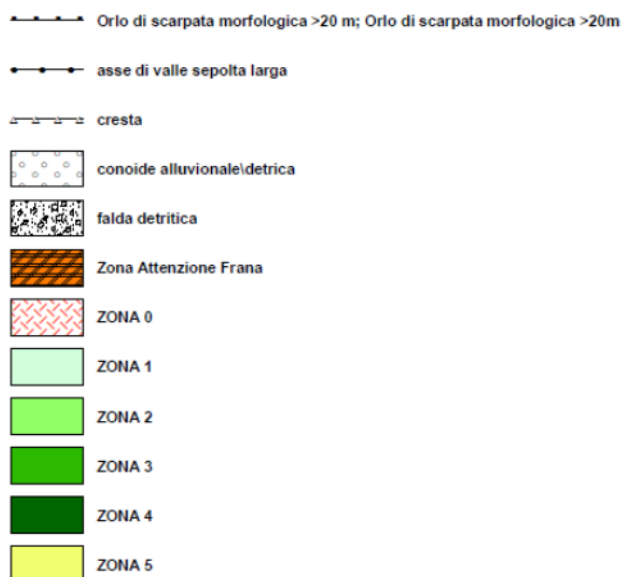 Orlo di scarpata morfologica >20 m; Orlo di scarpata morfologica >20m
asse di valle sepolta larga
cresta
conoide alluvionale\detrica
falda detritica
Zona Attenzione Frana
ZONA 0
ZONA 1
ZONA 2
ZONA 3
ZONA 4
ZONA 5